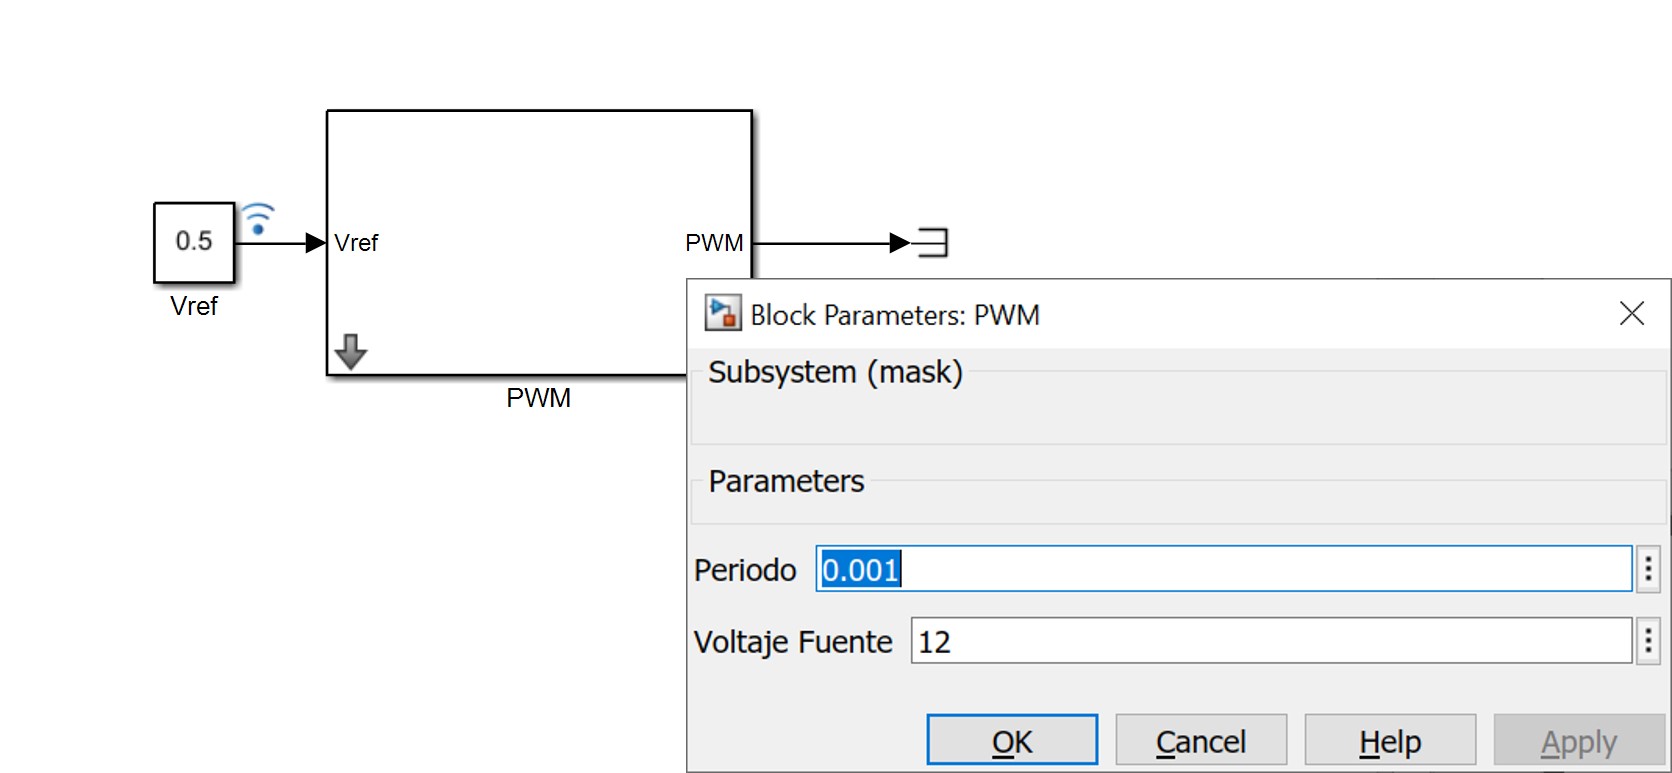 0.5
Vref
Vref
PWM
PWM
Block Parameters: PWM
Subsystem (mask)
Parameters
Periodo 0.001
Voltaje Fuente 12
OK Cancel Help Apply